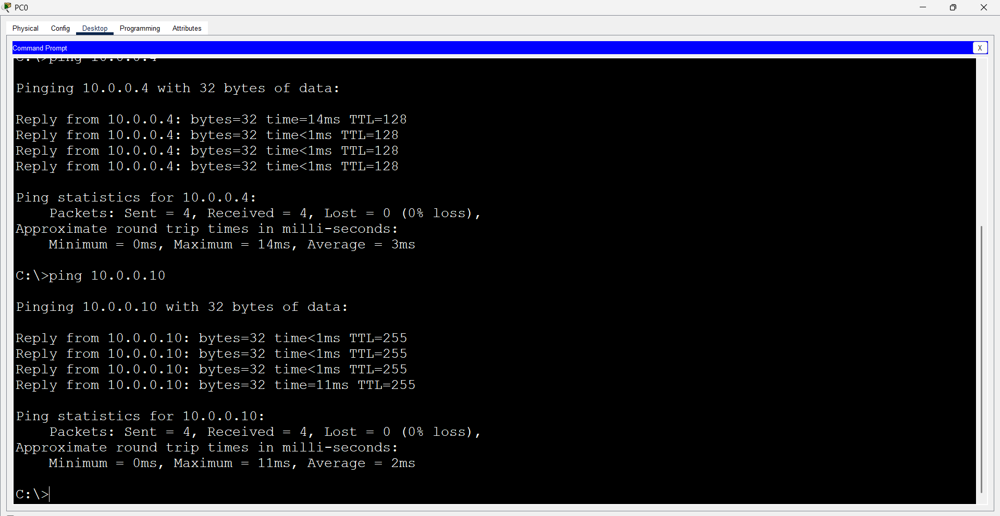 PC0
Physical Config Desktop Programming Attributes
Command Prompt X
C:\>ping 10.0.0.4
Pinging 10.0.0.4 with 32 bytes of data:
Reply from 10.0.0.4: bytes=32 time=14ms TTL=128
Reply from 10.0.0.4: bytes=32 time<1ms TTL=128
Reply from 10.0.0.4: bytes=32 time<1ms TTL=128
Reply from 10.0.0.4: bytes=32 time<1ms TTL=128
Ping statistics for 10.0.0.4:
Packets: Sent = 4, Received = 4, Lost = 0 (0% loss),
Approximate round trip times in milli-seconds:
Minimum = 0ms, Maximum = 14ms, Average = 3ms
C:\>ping 10.0.0.10
Pinging 10.0.0.10 with 32 bytes of data:
Reply from 10.0.0.10: bytes=32 time<1ms TTL=255
Reply from 10.0.0.10: bytes=32 time<1ms TTL=255
Reply from 10.0.0.10: bytes=32 time<1ms TTL=255
Reply from 10.0.0.10: bytes=32 time=11ms TTL=255
Ping statistics for 10.0.0.10:
Packets: Sent = 4, Received = 4, Lost = 0 (0% loss),
Approximate round trip times in milli-seconds:
Minimum = 0ms, Maximum = 11ms, Average = 2ms
C:\>